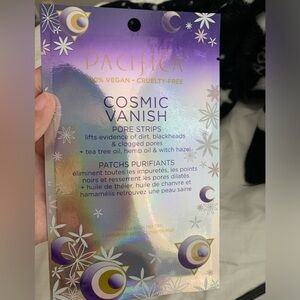 PACIFICA
100% VEGAN • CRUELTY-FREE
COSMIC
VANISH
PORE STRIPS
lifts evidence of dirt, blackheads
& clogged pores
+ tea tree oil, hemp oil & witch hazel
PATCHS PURIFIANTS
éliminent toutes les impuretés, les points
noirs et resserrent les pores dilatés
+ huile de théier, huile de chanvre et
hamamélis retrouvez une peau saine